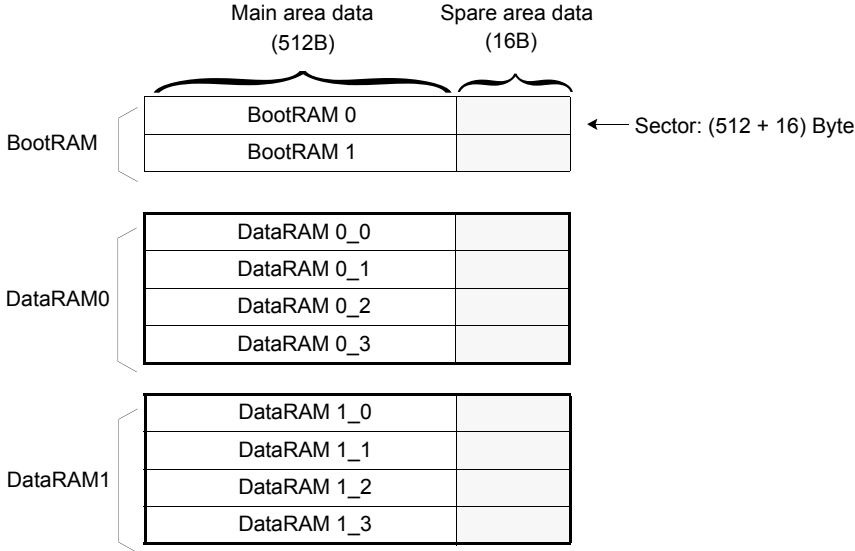 Main area data
(512B)
Spare area data
(16B)
BootRAM
BootRAM 0
BootRAM 1
Sector: (512 + 16) Byte
DataRAM0
DataRAM 0_0
DataRAM 0_1
DataRAM 0_2
DataRAM 0_3
DataRAM1
DataRAM 1_0
DataRAM 1_1
DataRAM 1_2
DataRAM 1_3